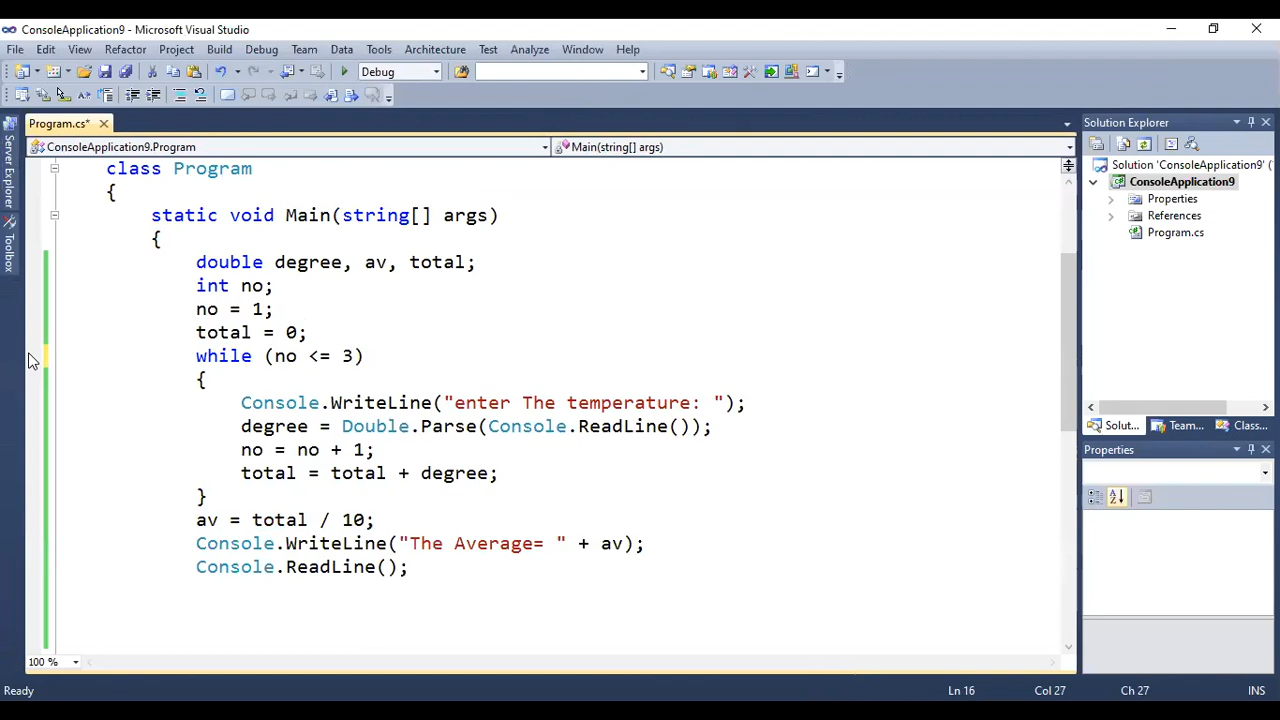 ConsoleApplication9 - Microsoft Visual Studio
File Edit View Refactor Project Build Debug Team Data Tools Architecture Test Analyze Window Help
Debug
Server Explorer
Toolbox
Program.cs*
ConsoleApplication9.Program
Main(string[] args)
class Program
{
static void Main(string[] args)
{
double degree, av, total;
int no;
no = 1;
total = 0;
while (no <= 3)
{
Console.WriteLine("enter The temperature: ");
degree = Double.Parse(Console.ReadLine());
no = no + 1;
total = total + degree;
}
av = total / 10;
Console.WriteLine("The Average= " + av);
Console.ReadLine();
100 %
Solution Explorer
Solution 'ConsoleApplication9' (
ConsoleApplication9
Properties
References
Program.cs
Solut... Team... Class...
Properties
Ready Ln 16 Col 27 Ch 27 INS